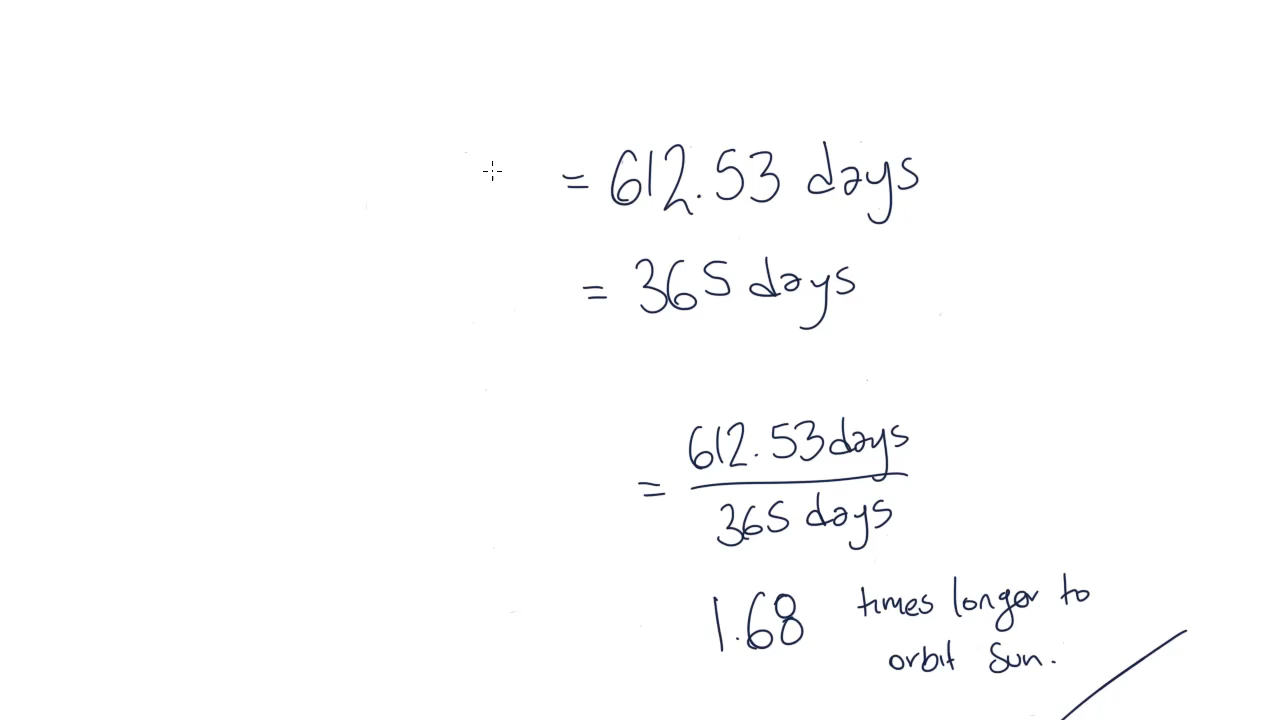 = 612.53 days
= 365 days
= 612.53 days
365 days
1.68 times longer to
orbit Sun.